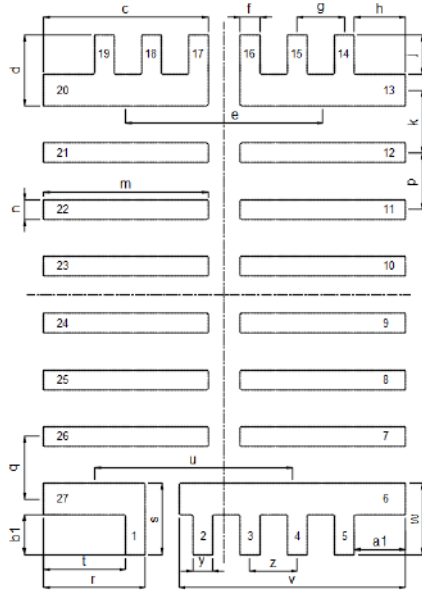 c f g h
d 19 18 17 16 15 14 j
20 13
k
e
21 12
p
m
n 22 11
23 10
24 9
25 8
26 7
q u
27 s 6
b1 1 2 3 4 5 a1
t y z
r v